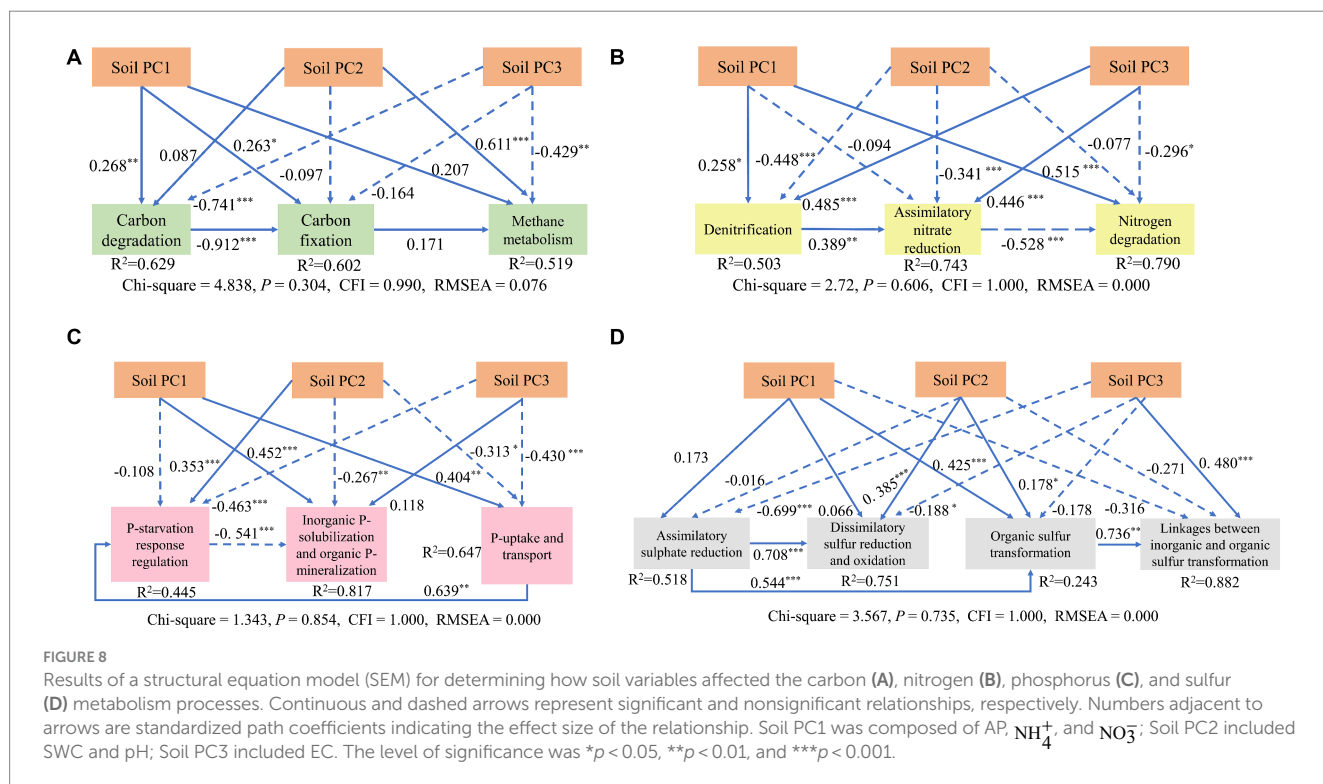 A
Soil PC1 Soil PC2 Soil PC3
0.268** 0.087 0.263* -0.097 -0.164 0.207 0.611*** -0.429**
-0.741***
Carbon
degradation
Carbon
fixation
Methane
metabolism
-0.912*** 0.171
R²=0.629 R²=0.602 R²=0.519
Chi-square = 4.838, P = 0.304, CFI = 0.990, RMSEA = 0.076
B
Soil PC1 Soil PC2 Soil PC3
0.258* -0.448*** -0.094 -0.341 *** 0.446 *** 0.515 *** -0.077 -0.296*
0.485***
Denitrification
Assimilatory
nitrate
reduction
Nitrogen
degradation
0.389** -0.528 ***
R²=0.503 R²=0.743 R²=0.790
Chi-square = 2.72, P = 0.606, CFI = 1.000, RMSEA = 0.000
C
Soil PC1 Soil PC2 Soil PC3
-0.108 0.353*** 0.452*** -0.267** 0.404** -0.313 * -0.430 ***
-0.463*** 0.118
P-starvation
response
regulation
Inorganic P-
solubilization
and organic P-
mineralization
P-uptake and
transport
-0. 541*** R²=0.647
R²=0.445 R²=0.817 0.639**
Chi-square = 1.343, P = 0.854, CFI = 1.000, RMSEA = 0.000
D
Soil PC1 Soil PC2 Soil PC3
0.173 -0.016 0. 385*** 0.425*** 0.178* -0.271 0.480***
-0.699*** 0.066 -0.188 * -0.178 -0.316
Assimilatory
sulphate reduction
Dissimilatory
sulfur reduction
and oxidation
Organic sulfur
transformation
Linkages between
inorganic and organic
sulfur transformation
0.708*** 0.736**
R²=0.518 0.544*** R²=0.751 R²=0.243 R²=0.882
Chi-square = 3.567, P = 0.735, CFI = 1.000, RMSEA = 0.000
FIGURE 8
Results of a structural equation model (SEM) for determining how soil variables affected the carbon (A), nitrogen (B), phosphorus (C), and sulfur
(D) metabolism processes. Continuous and dashed arrows represent significant and nonsignificant relationships, respectively. Numbers adjacent to
arrows are standardized path coefficients indicating the effect size of the relationship. Soil PC1 was composed of AP, NH₄⁺, and NO₃⁻; Soil PC2 included
SWC and pH; Soil PC3 included EC. The level of significance was *p < 0.05, **p < 0.01, and ***p < 0.001.